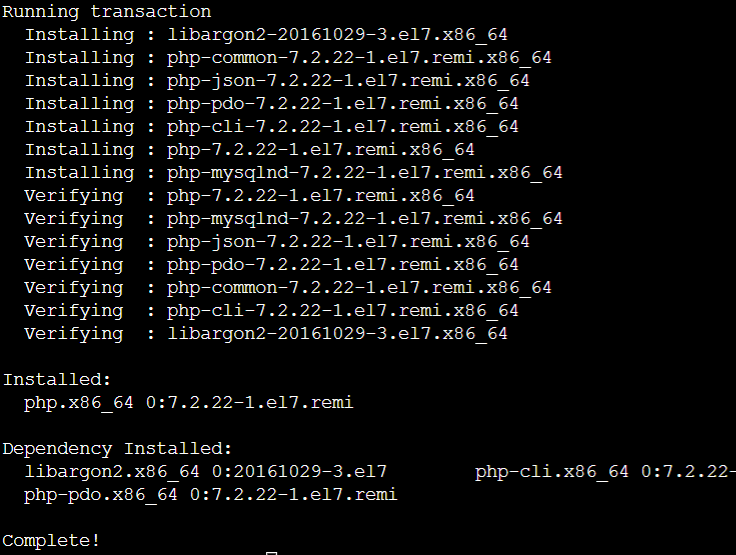 Running transaction
  Installing : libargon2-20161029-3.el7.x86_64
  Installing : php-common-7.2.22-1.el7.remi.x86_64
  Installing : php-json-7.2.22-1.el7.remi.x86_64
  Installing : php-pdo-7.2.22-1.el7.remi.x86_64
  Installing : php-cli-7.2.22-1.el7.remi.x86_64
  Installing : php-7.2.22-1.el7.remi.x86_64
  Installing : php-mysqlnd-7.2.22-1.el7.remi.x86_64
  Verifying  : php-7.2.22-1.el7.remi.x86_64
  Verifying  : php-mysqlnd-7.2.22-1.el7.remi.x86_64
  Verifying  : php-json-7.2.22-1.el7.remi.x86_64
  Verifying  : php-pdo-7.2.22-1.el7.remi.x86_64
  Verifying  : php-common-7.2.22-1.el7.remi.x86_64
  Verifying  : php-cli-7.2.22-1.el7.remi.x86_64
  Verifying  : libargon2-20161029-3.el7.x86_64
Installed:
  php.x86_64 0:7.2.22-1.el7.remi
Dependency Installed:
  libargon2.x86_64 0:20161029-3.el7        php-cli.x86_64 0:7.2.22-
  php-pdo.x86_64 0:7.2.22-1.el7.remi
Complete!